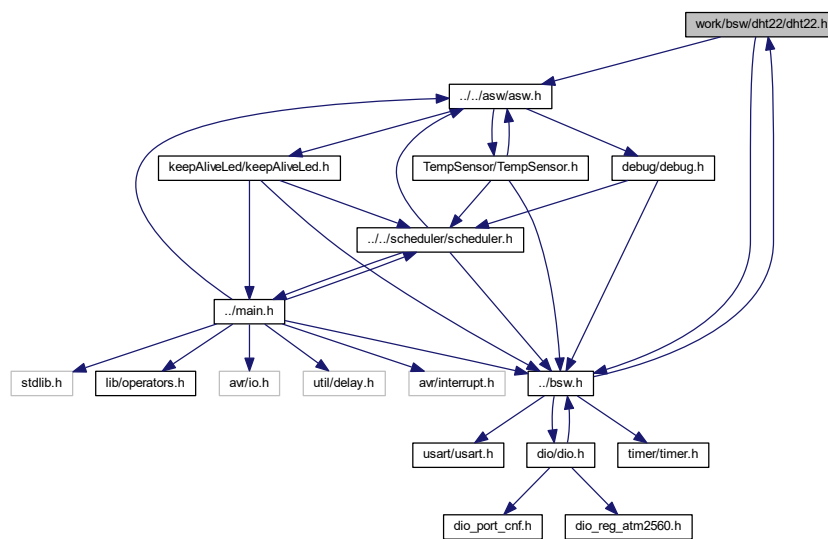 work/bsw/dht22/dht22.h
../../asw/asw.h
keepAliveLed/keepAliveLed.h
TempSensor/TempSensor.h
debug/debug.h
../../scheduler/scheduler.h
../main.h
stdlib.h
lib/operators.h
avr/io.h
util/delay.h
avr/interrupt.h
../bsw.h
usart/usart.h
dio/dio.h
timer/timer.h
dio_port_cnf.h
dio_reg_atm2560.h